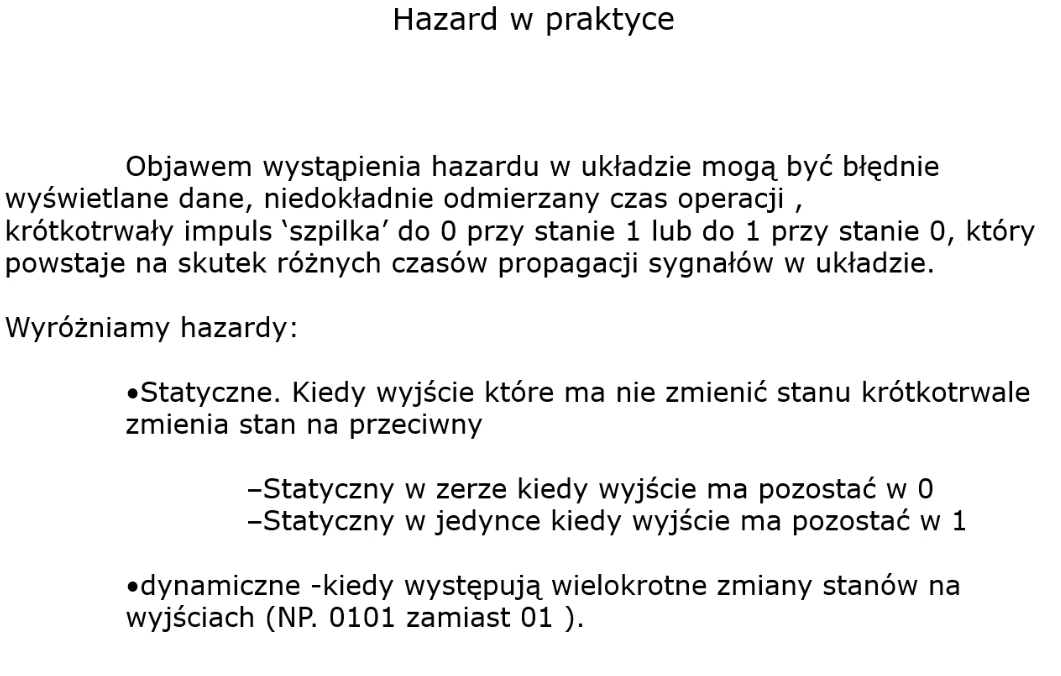 Hazard w praktyce
Objawem wystąpienia hazardu w układzie mogą być błędnie
wyświetlane dane, niedokładnie odmierzany czas operacji ,
krótkotrwały impuls ‘szpilka’ do 0 przy stanie 1 lub do 1 przy stanie 0, który
powstaje na skutek różnych czasów propagacji sygnałów w układzie.
Wyróżniamy hazardy:
•Statyczne. Kiedy wyjście które ma nie zmienić stanu krótkotrwale
zmienia stan na przeciwny
–Statyczny w zerze kiedy wyjście ma pozostać w 0
–Statyczny w jedynce kiedy wyjście ma pozostać w 1
•dynamiczne -kiedy występują wielokrotne zmiany stanów na
wyjściach (NP. 0101 zamiast 01 ).